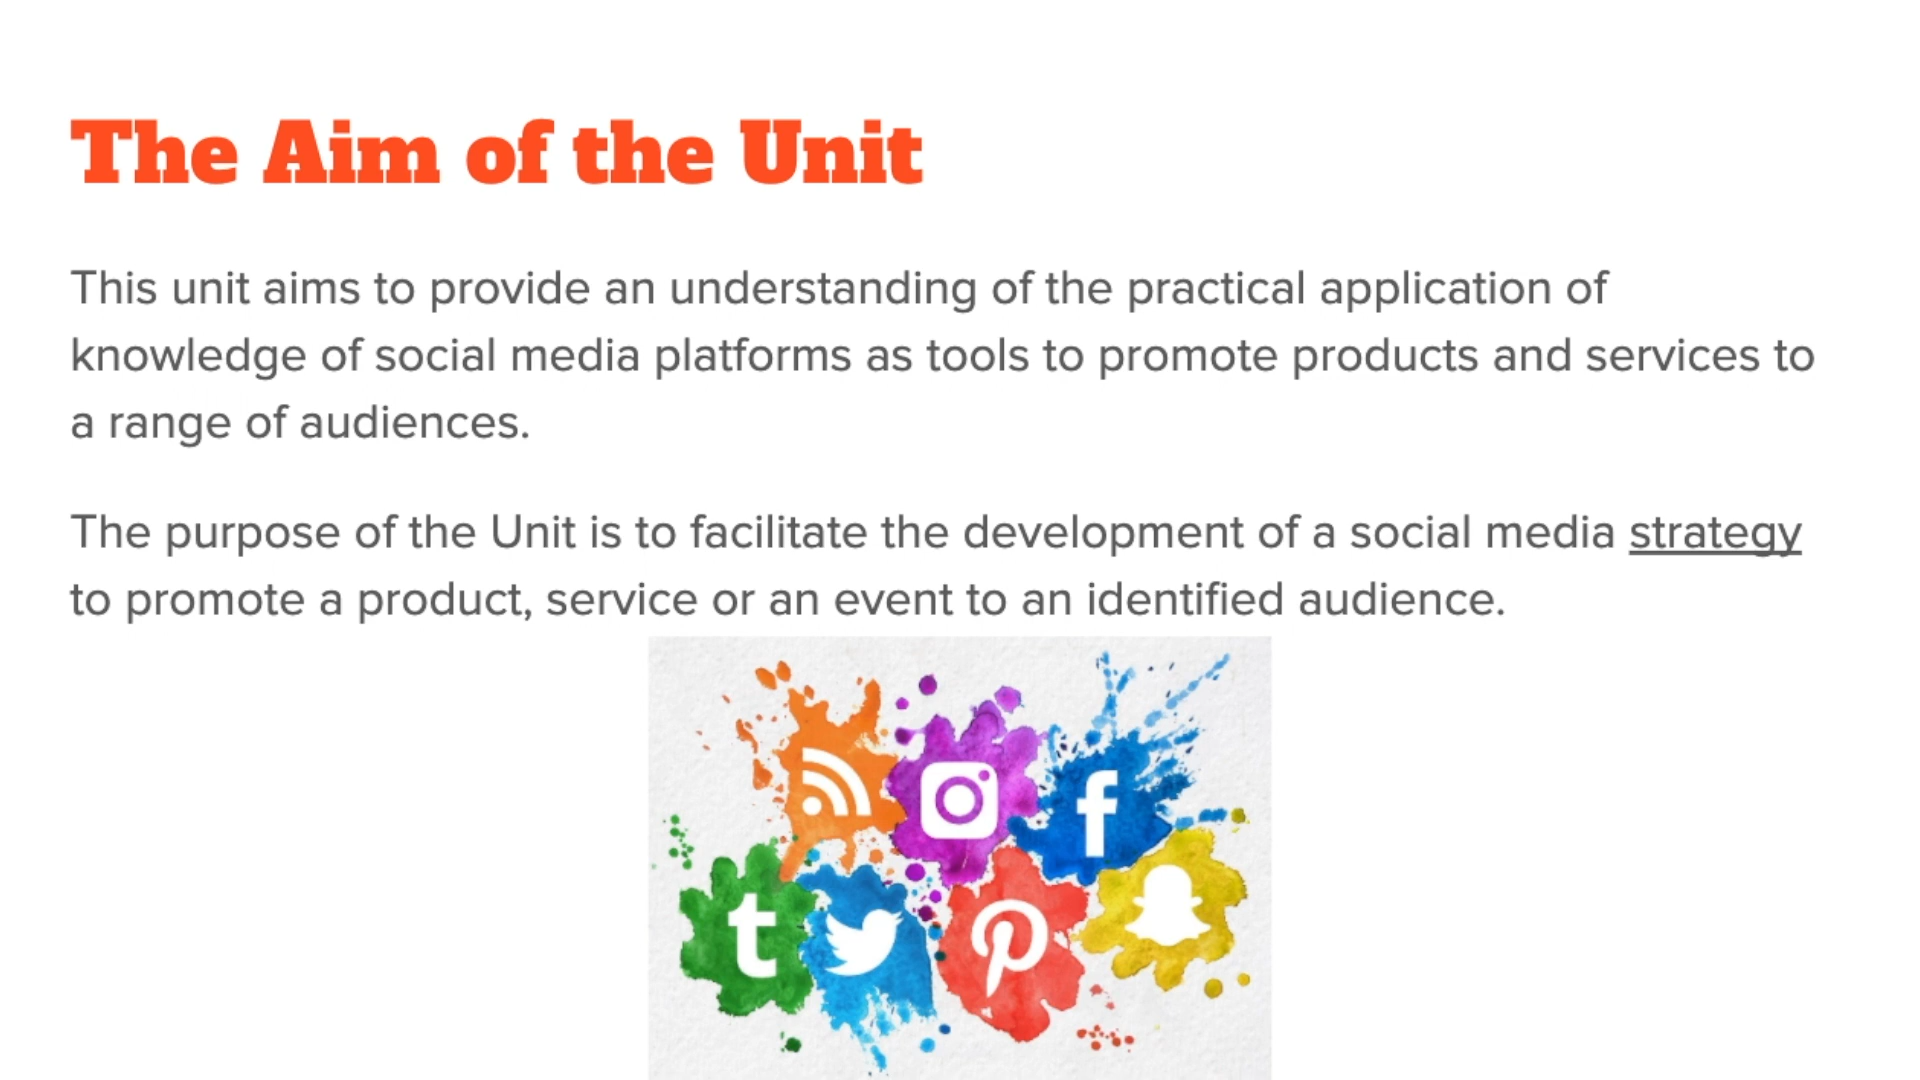 The Aim of the Unit
This unit aims to provide an understanding of the practical application of
knowledge of social media platforms as tools to promote products and services to
a range of audiences.
The purpose of the Unit is to facilitate the development of a social media strategy
to promote a product, service or an event to an identified audience.
f
t